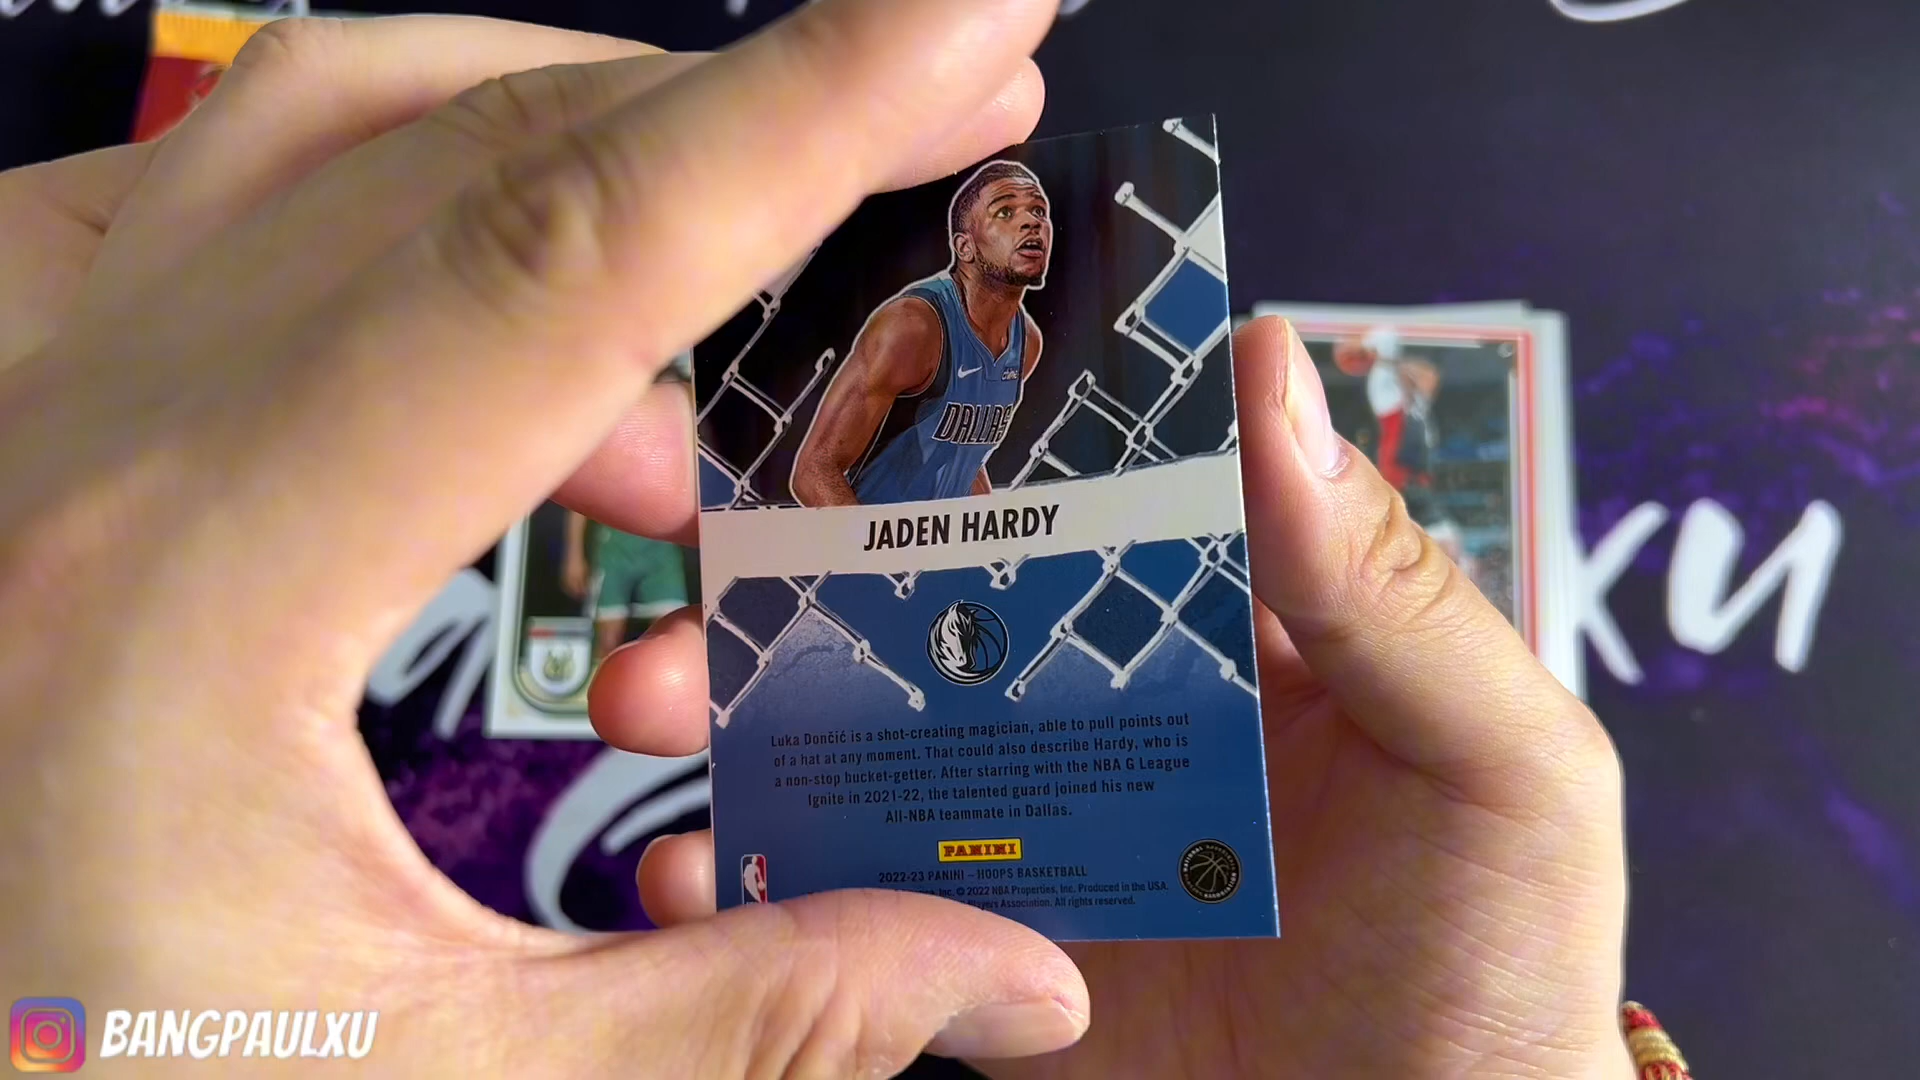 DALLAS
JADEN HARDY
Luka Dončić is a shot-creating magician, able to pull points out
of a hat at any moment. That could also describe Hardy, who is
a non-stop bucket-getter. After starring with the NBA G League
Ignite in 2021-22, the talented guard joined his new
All-NBA teammate in Dallas.
PANINI
2022-23 PANINI – HOOPS BASKETBALL
Inc. © 2022 NBA Properties, Inc. Produced in the USA.
Players Association. All rights reserved.
BANGPAULXU